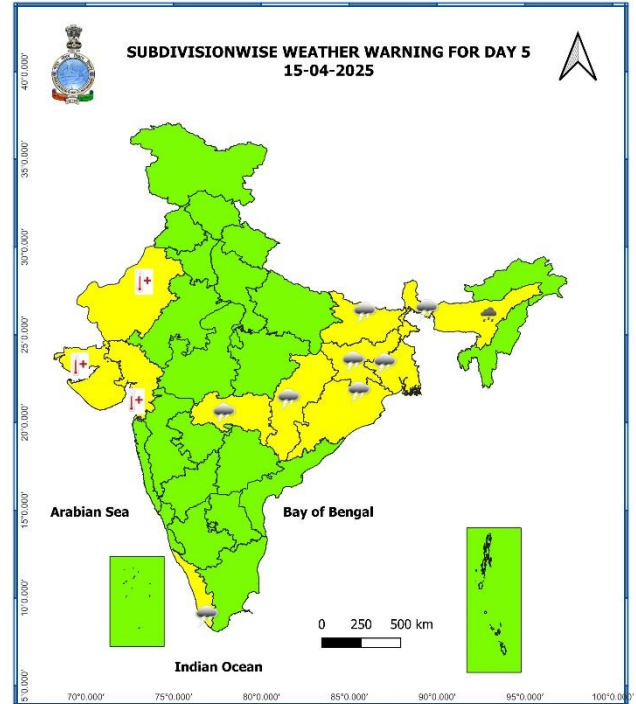 SUBDIVISIONWISE WEATHER WARNING FOR DAY 5
15-04-2025
40°0.000'
35°0.000'
30°0.000'
25°0.000'
20°0.000'
15°0.000'
10°0.000'
5°0.000'
Arabian Sea
Bay of Bengal
0 250 500 km
Indian Ocean
70°0.000' 75°0.000' 80°0.000' 85°0.000' 90°0.000' 95°0.000' 100°0.000'